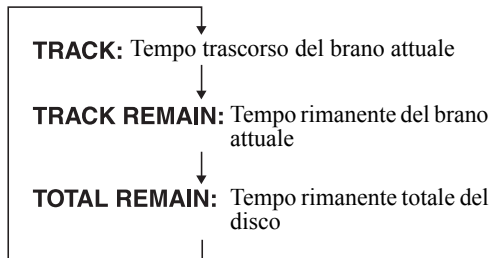 TRACK: Tempo trascorso del brano attuale
TRACK REMAIN: Tempo rimanente del brano
attuale
TOTAL REMAIN: Tempo rimanente totale del
disco